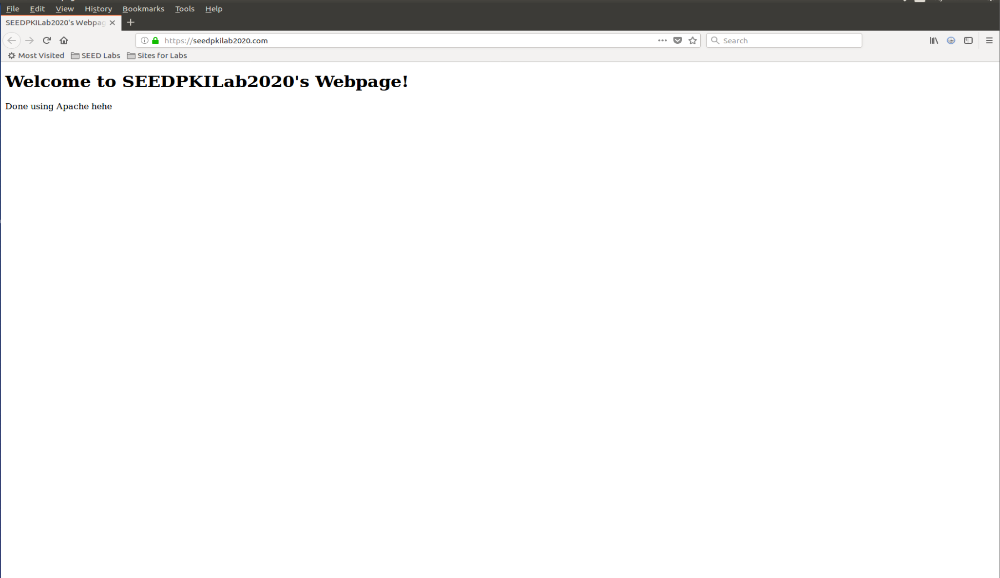 File Edit View History Bookmarks Tools Help
SEEDPKILab2020's Webpag
https://seedpkilab2020.com
Search
Most Visited SEED Labs Sites for Labs
Welcome to SEEDPKILab2020's Webpage!
Done using Apache hehe